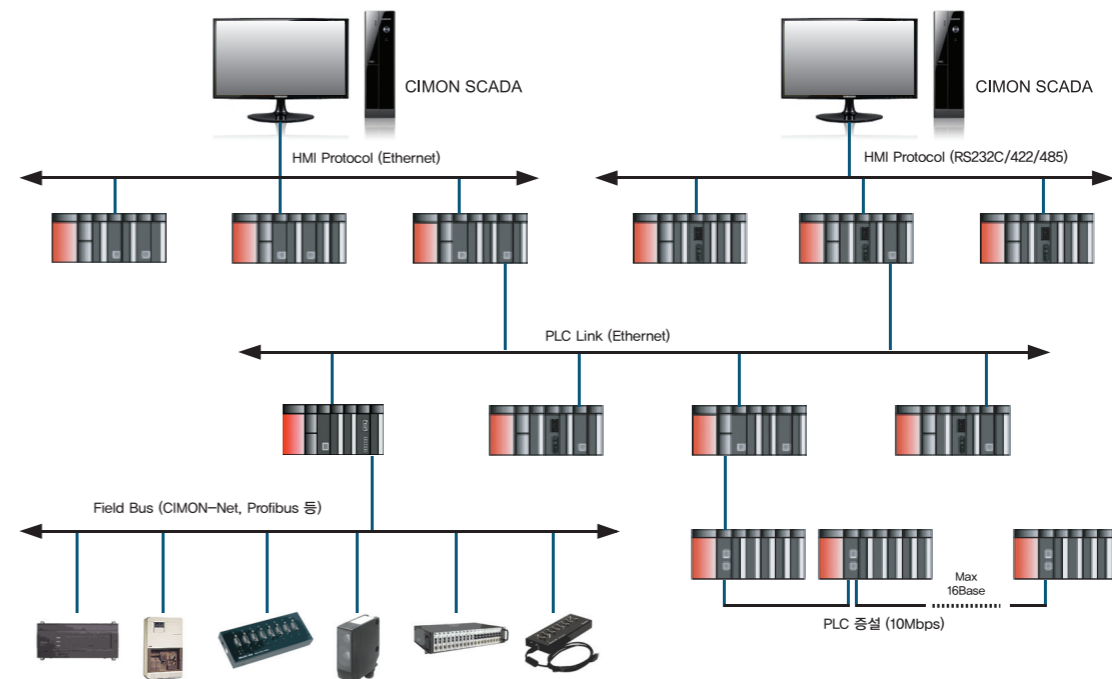 CIMON SCADA
CIMON SCADA
HMI Protocol (Ethernet)
HMI Protocol (RS232C/422/485)
PLC Link (Ethernet)
Field Bus (CIMON-Net, Profibus 등)
Max
16Base
PLC 증설 (10Mbps)